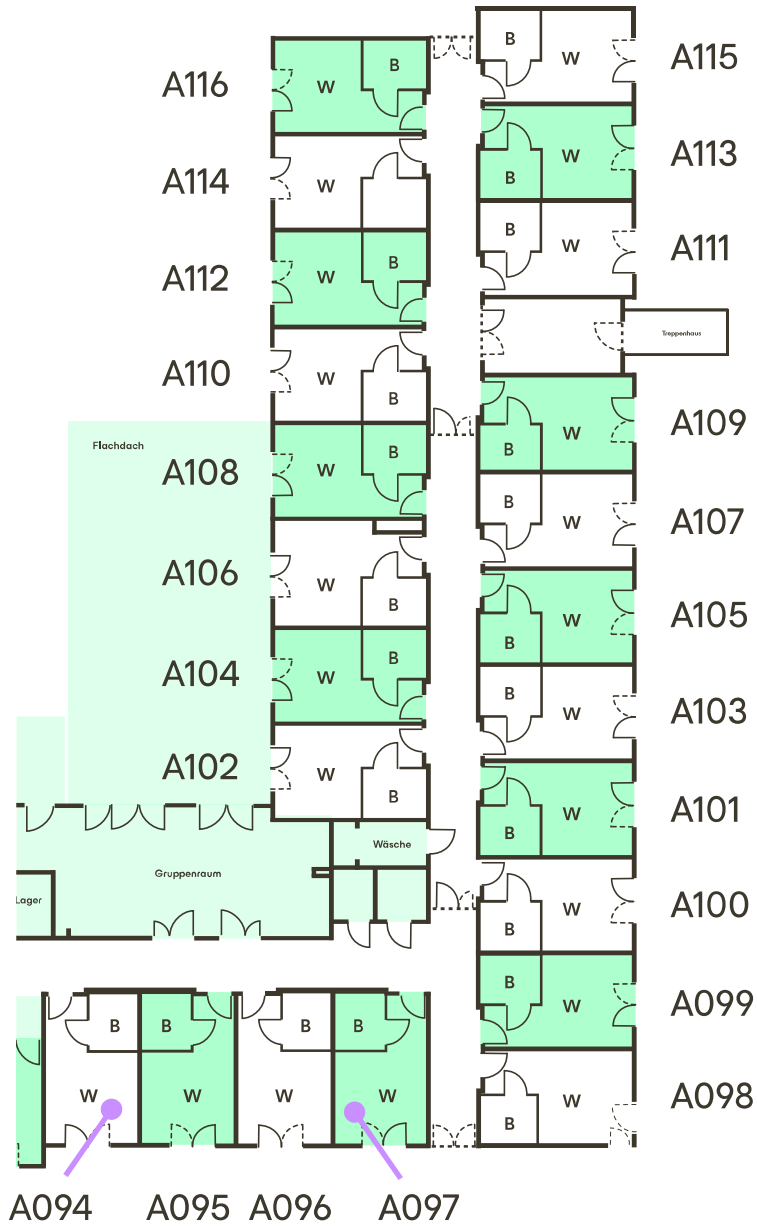 B
A115
B
W
A116
W
A113
W
B
A114
W
B
A111
W
B
A112
W
Treppenhaus
A110
W
B
A109
W
B
Flachdach
B
A108
W
B
A107
W
A106
W
A105
W
B
B
B
A104
W
B
A103
W
A102
W
B
A101
W
B
Wäsche
Gruppenraum
Lager
A100
W
B
B
A099
W
B
B
B
B
W
W
W
W
A098
W
B
A094
A095
A096
A097